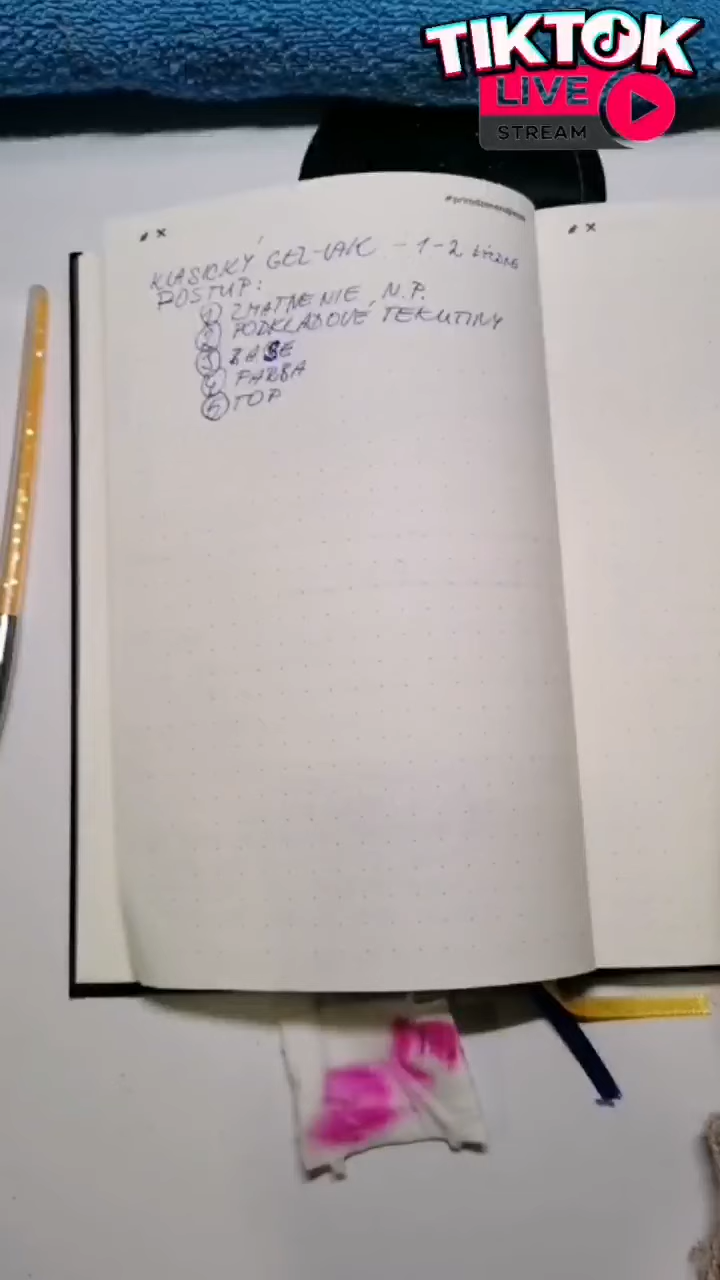 TIKTOK
LIVE
STREAM
KLASICKÝ GEL-LAK - 1-2
POSTUP:
1 ZMATNENIE N.P.
2 PODKLADOVÉ TEKUTINY
3 BASE
4 FARBA
5 TOP